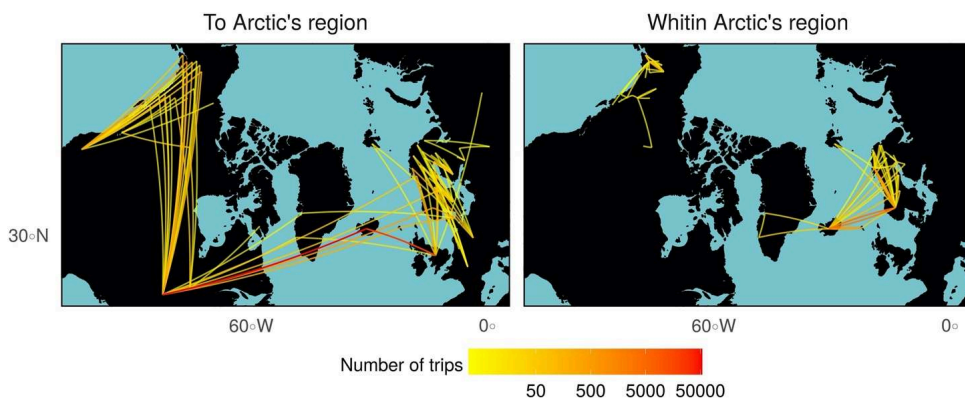 To Arctic's region
Whitin Arctic's region
30◦N
60◦W
0◦
60◦W
0◦
Number of trips
50
500
5000
50000